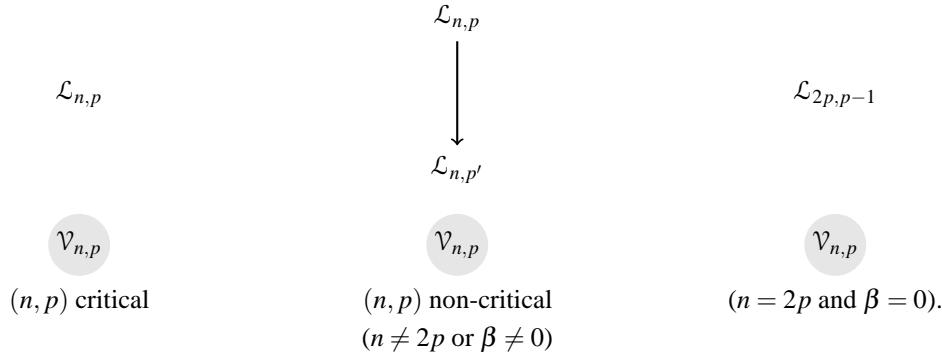 ℒ_{n,p}
ℒ_{n,p} ℒ_{2p,p−1}
ℒ_{n,p′}
𝒱_{n,p} 𝒱_{n,p} 𝒱_{n,p}
(n, p) critical (n, p) non-critical (n = 2p and β = 0).
(n ≠ 2p or β ≠ 0)